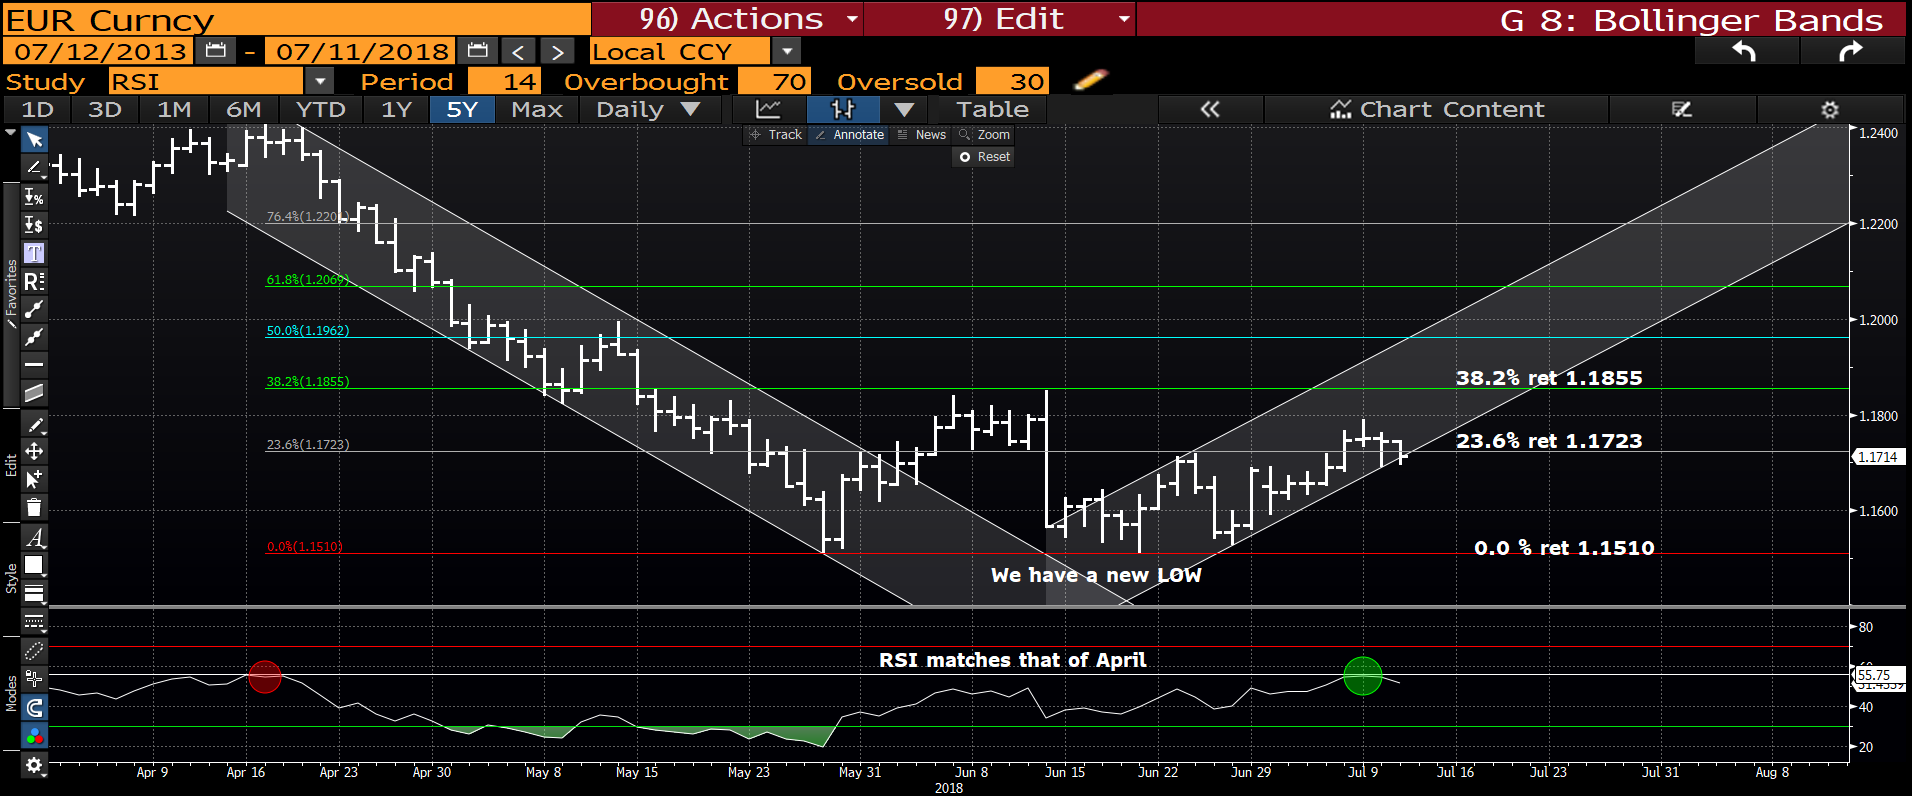 EUR Curncy 96) Actions 97) Edit G 8: Bollinger Bands
07/12/2013 - 07/11/2018 < > Local CCY
Study RSI Period 14 Overbought 70 Oversold 30
1D 3D 1M 6M YTD 1Y 5Y Max Daily Table « Chart Content
Track Annotate News Zoom
Reset
1.2400
76.4%(1.2201)
1.2200
61.8%(1.2069)
1.2000
50.0%(1.1962)
38.2%(1.1855)
38.2% ret 1.1855
1.1800
23.6%(1.1723)
23.6% ret 1.1723
1.1714
1.1600
0.0%(1.1510)
0.0 % ret 1.1510
We have a new LOW
Favorites
Edit
Style
Modes
80
RSI matches that of April
55.75
40
20
Apr 9 Apr 16 Apr 23 Apr 30 May 8 May 15 May 23 May 31 Jun 8 Jun 15 Jun 22 Jun 29 Jul 9 Jul 16 Jul 23 Jul 31 Aug 8
2018